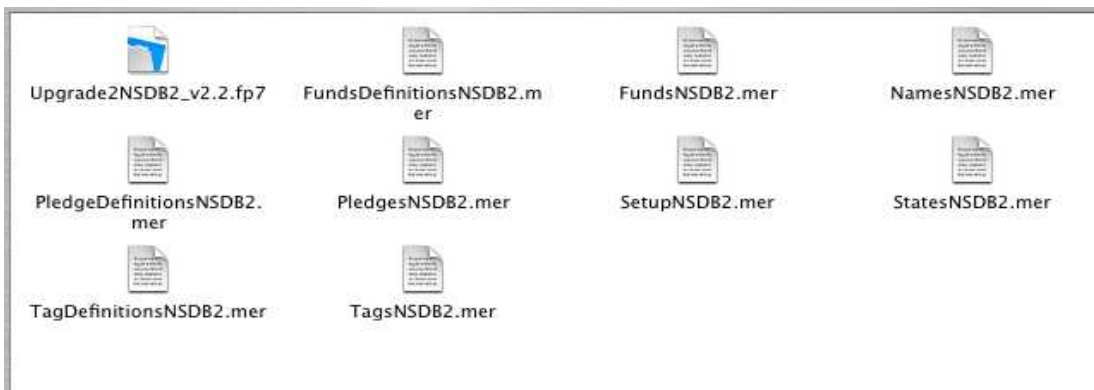 Upgrade2NSDB2_v2.2.fp7
FundsDefinitionsNSDB2.m
er
FundsNSDB2.mer
NamesNSDB2.mer
PledgeDefinitionsNSDB2.
mer
PledgesNSDB2.mer
SetupNSDB2.mer
StatesNSDB2.mer
TagDefinitionsNSDB2.mer
TagsNSDB2.mer